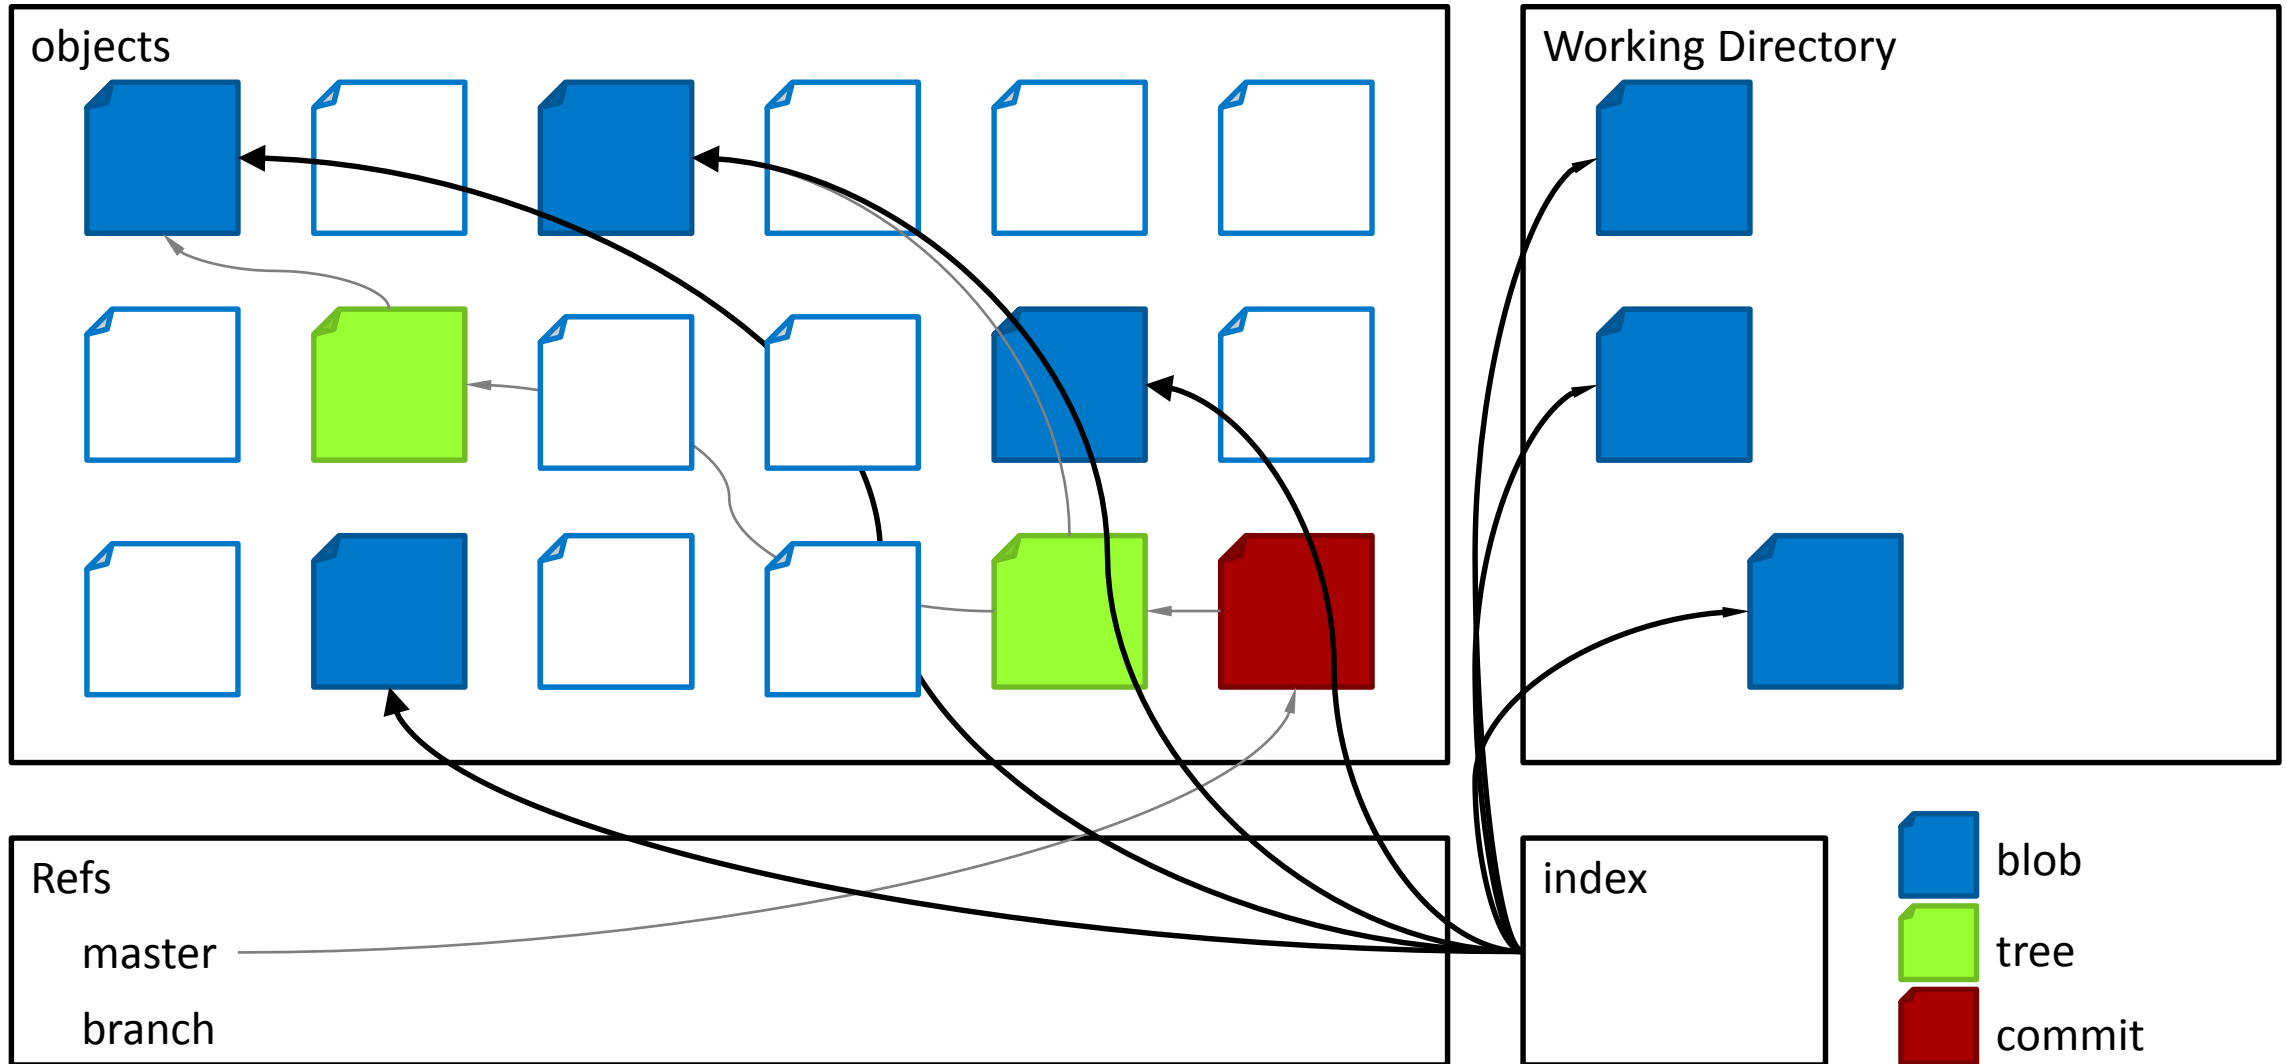 objects
Working Directory
Refs
master
branch
index
blob
tree
commit